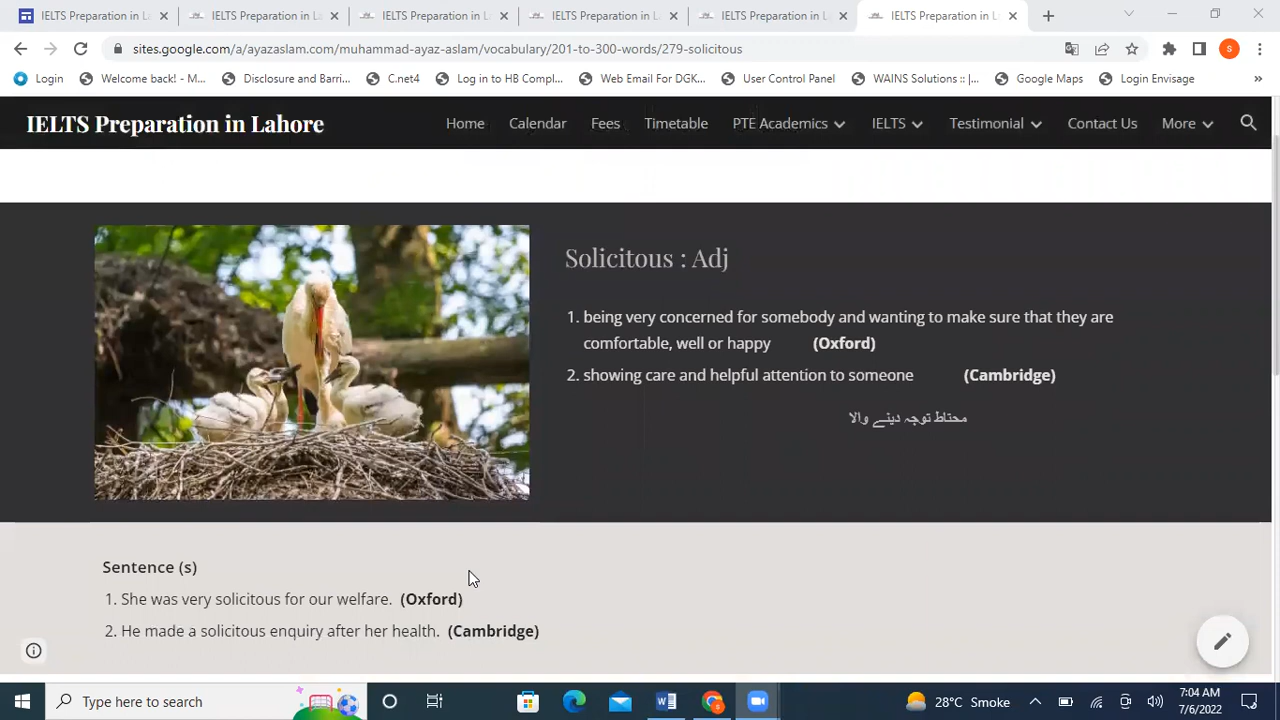 IELTS Preparation in L
IELTS Preparation in L
IELTS Preparation in L
IELTS Preparation in L
IELTS Preparation in L
IELTS Preparation in L
sites.google.com/a/ayazaslam.com/muhammad-ayaz-aslam/vocabulary/201-to-300-words/279-solicitous
S
Login
Welcome back! - M...
Disclosure and Barri...
C.net4
Log in to HB Compl...
Web Email For DGK...
User Control Panel
WAINS Solutions :: |...
Google Maps
Login Envisage
»
IELTS Preparation in Lahore
Home
Calendar
Fees
Timetable
PTE Academics
IELTS
Testimonial
Contact Us
More
Solicitous : Adj
1. being very concerned for somebody and wanting to make sure that they are
comfortable, well or happy (Oxford)
2. showing care and helpful attention to someone (Cambridge)
محتاط توجہ دینے والا
Sentence (s)
1. She was very solicitous for our welfare. (Oxford)
2. He made a solicitous enquiry after her health. (Cambridge)
Type here to search
28°C Smoke
7:04 AM
7/6/2022